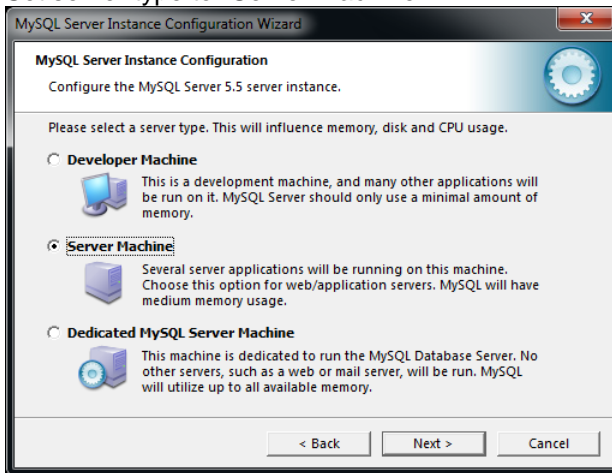 MySQL Server Instance Configuration Wizard
MySQL Server Instance Configuration
Configure the MySQL Server 5.5 server instance.
Please select a server type. This will influence memory, disk and CPU usage.
Developer Machine
This is a development machine, and many other applications will
be run on it. MySQL Server should only use a minimal amount of
memory.
Server Machine
Several server applications will be running on this machine.
Choose this option for web/application servers. MySQL will have
medium memory usage.
Dedicated MySQL Server Machine
This machine is dedicated to run the MySQL Database Server. No
other servers, such as a web or mail server, will be run. MySQL
will utilize up to all available memory.
< Back Next > Cancel